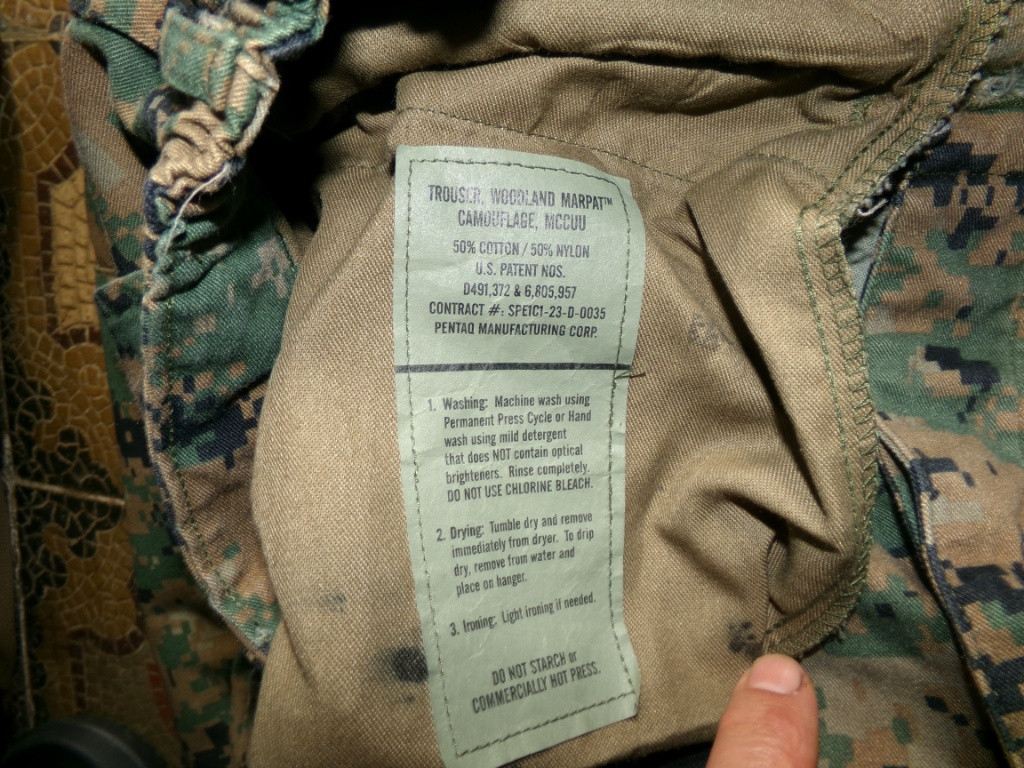 TROUSER, WOODLAND MARPAT™
CAMOUFLAGE, MCCUU
50% COTTON / 50% NYLON
U.S. PATENT NOS.
D491,372 & 6,805,957
CONTRACT #: SPE1C1-23-D-0035
PENTAQ MANUFACTURING CORP.
1. Washing: Machine wash using
Permanent Press Cycle or Hand
wash using mild detergent
that does NOT contain optical
brighteners. Rinse completely.
DO NOT USE CHLORINE BLEACH.
2. Drying: Tumble dry and remove
immediately from dryer. To drip
dry, remove from water and
place on hanger.
3. Ironing: Light ironing if needed.
DO NOT STARCH or
COMMERCIALLY HOT PRESS.